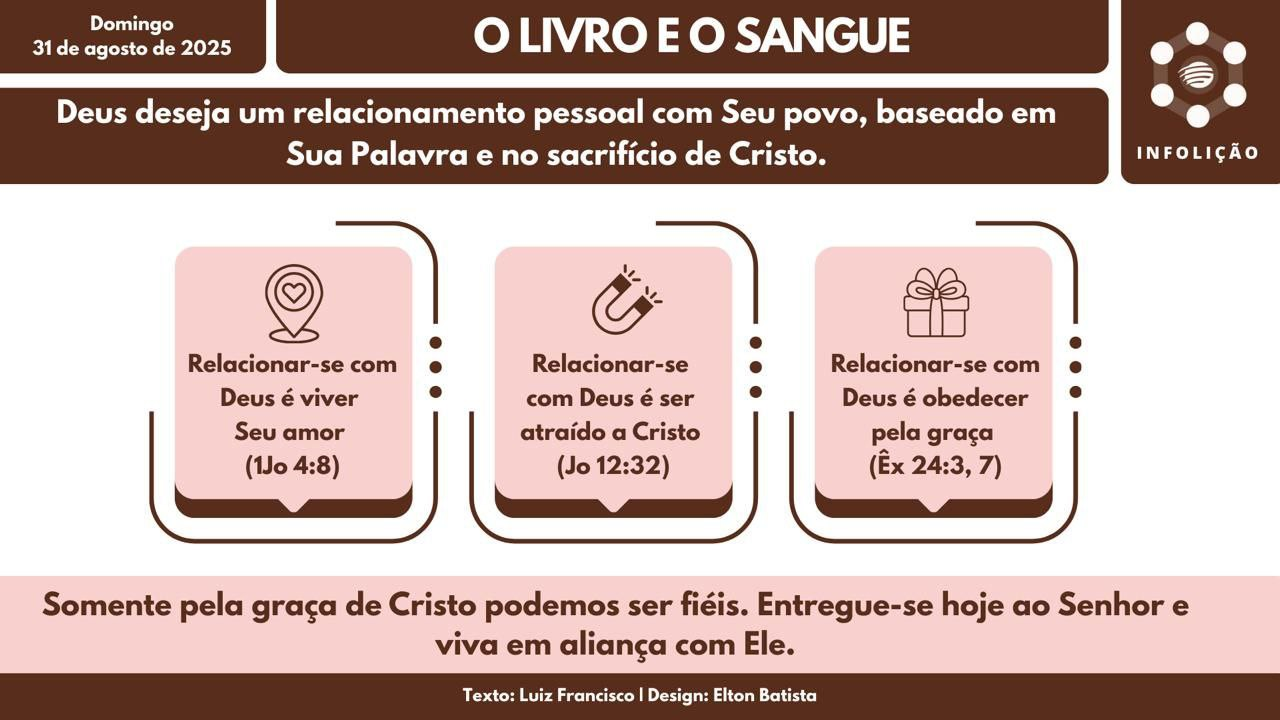 Domingo
31 de agosto de 2025
O LIVRO E O SANGUE
INFOLIÇÃO
Deus deseja um relacionamento pessoal com Seu povo, baseado em
Sua Palavra e no sacrifício de Cristo.
Relacionar-se com
Deus é viver
Seu amor
(1Jo 4:8)
Relacionar-se
com Deus é ser
atraído a Cristo
(Jo 12:32)
Relacionar-se com
Deus é obedecer
pela graça
(Êx 24:3, 7)
Somente pela graça de Cristo podemos ser fiéis. Entregue-se hoje ao Senhor e
viva em aliança com Ele.
Texto: Luiz Francisco | Design: Elton Batista